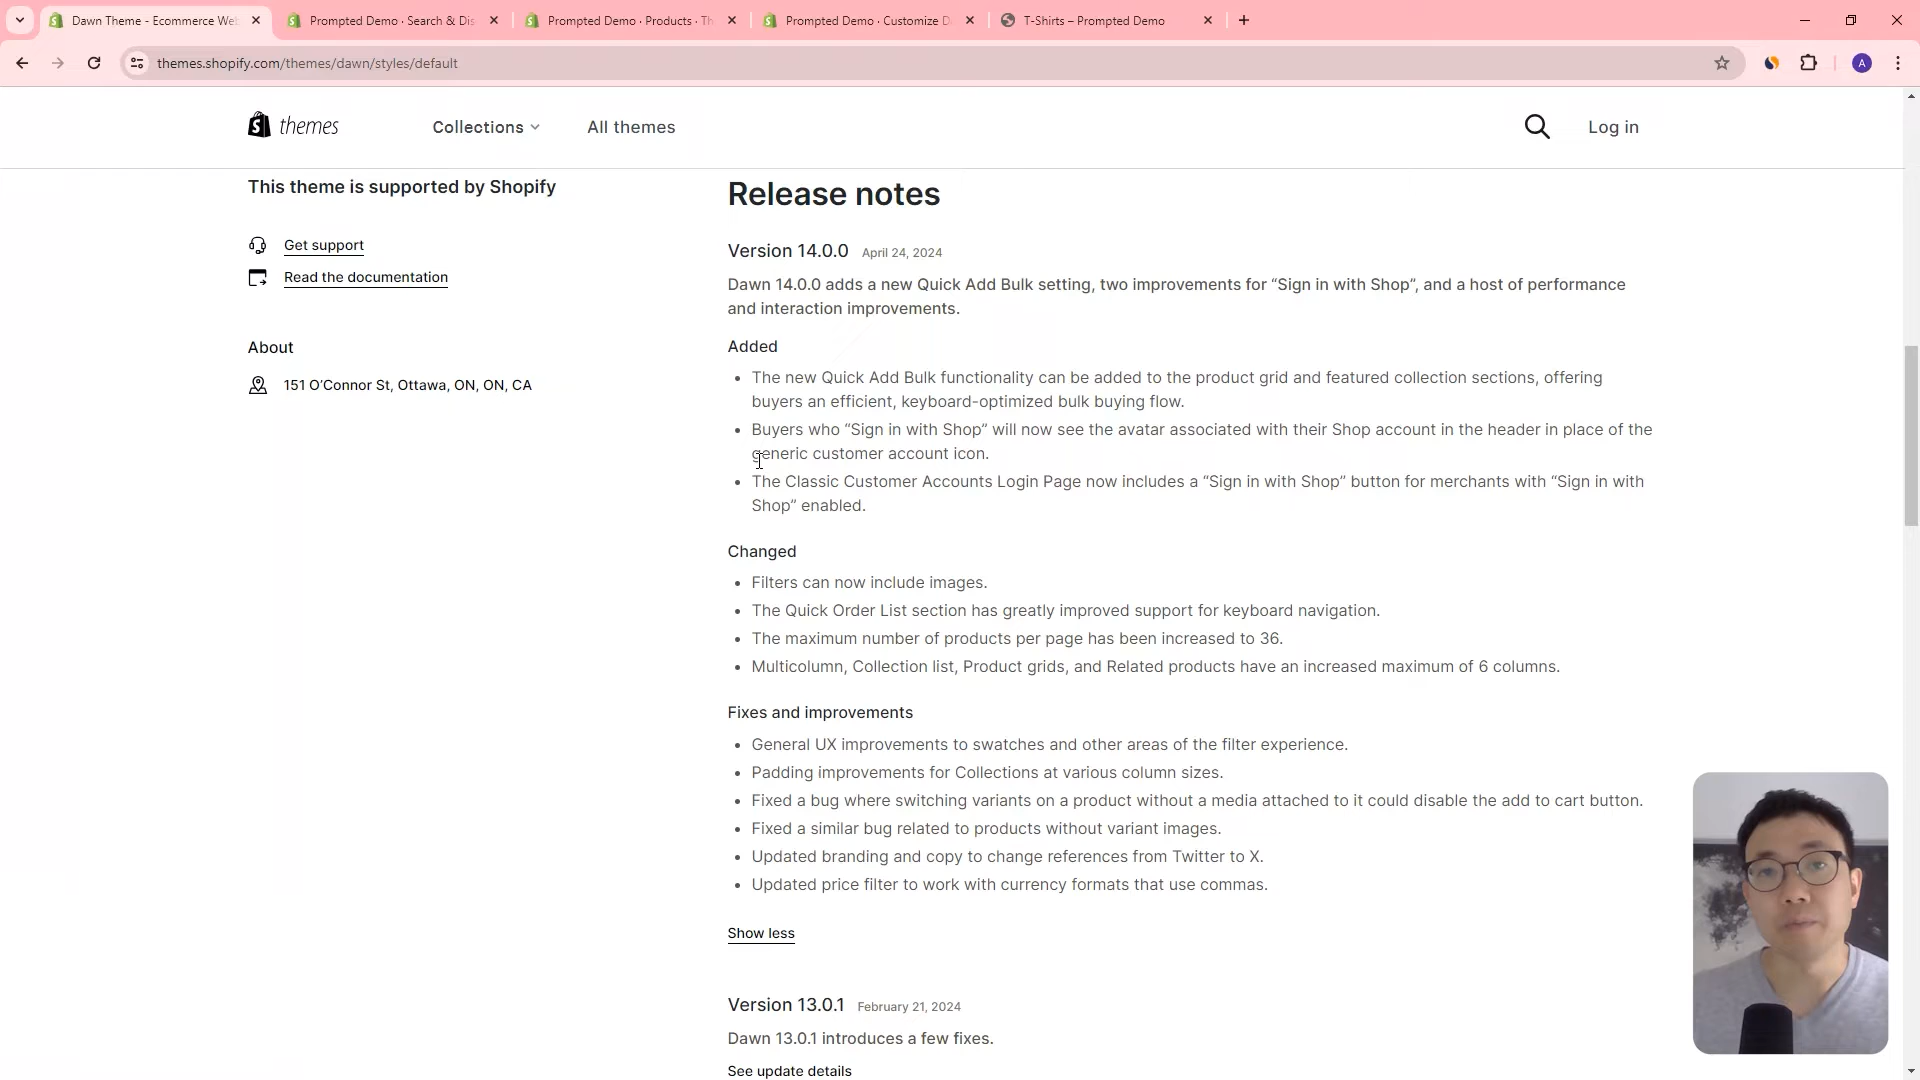 Dawn Theme - Ecommerce Web
Prompted Demo · Search & Dis
Prompted Demo · Products · Th
Prompted Demo · Customize D
T-Shirts – Prompted Demo
themes.shopify.com/themes/dawn/styles/default
A
themes
Collections
All themes
Log in
This theme is supported by Shopify
Get support
Read the documentation
About
151 O’Connor St, Ottawa, ON, ON, CA
Release notes
Version 14.0.0 April 24, 2024
Dawn 14.0.0 adds a new Quick Add Bulk setting, two improvements for “Sign in with Shop”, and a host of performance
and interaction improvements.
Added
• The new Quick Add Bulk functionality can be added to the product grid and featured collection sections, offering
buyers an efficient, keyboard-optimized bulk buying flow.
• Buyers who “Sign in with Shop” will now see the avatar associated with their Shop account in the header in place of the
generic customer account icon.
• The Classic Customer Accounts Login Page now includes a “Sign in with Shop” button for merchants with “Sign in with
Shop” enabled.
Changed
• Filters can now include images.
• The Quick Order List section has greatly improved support for keyboard navigation.
• The maximum number of products per page has been increased to 36.
• Multicolumn, Collection list, Product grids, and Related products have an increased maximum of 6 columns.
Fixes and improvements
• General UX improvements to swatches and other areas of the filter experience.
• Padding improvements for Collections at various column sizes.
• Fixed a bug where switching variants on a product without a media attached to it could disable the add to cart button.
• Fixed a similar bug related to products without variant images.
• Updated branding and copy to change references from Twitter to X.
• Updated price filter to work with currency formats that use commas.
Show less
Version 13.0.1 February 21, 2024
Dawn 13.0.1 introduces a few fixes.
See update details